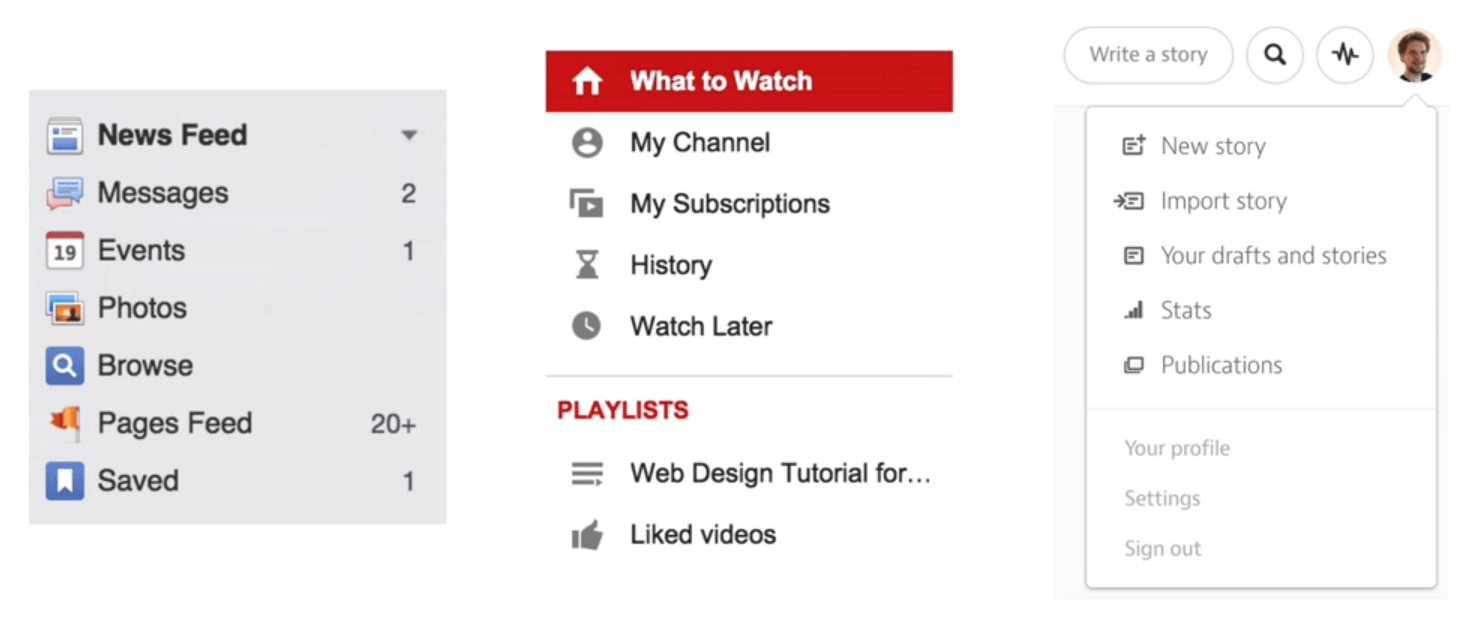 News Feed
Messages 2
19 Events 1
Photos
Browse
Pages Feed 20+
Saved 1
What to Watch
My Channel
My Subscriptions
History
Watch Later
PLAYLISTS
Web Design Tutorial for...
Liked videos
Write a story
New story
Import story
Your drafts and stories
Stats
Publications
Your profile
Settings
Sign out